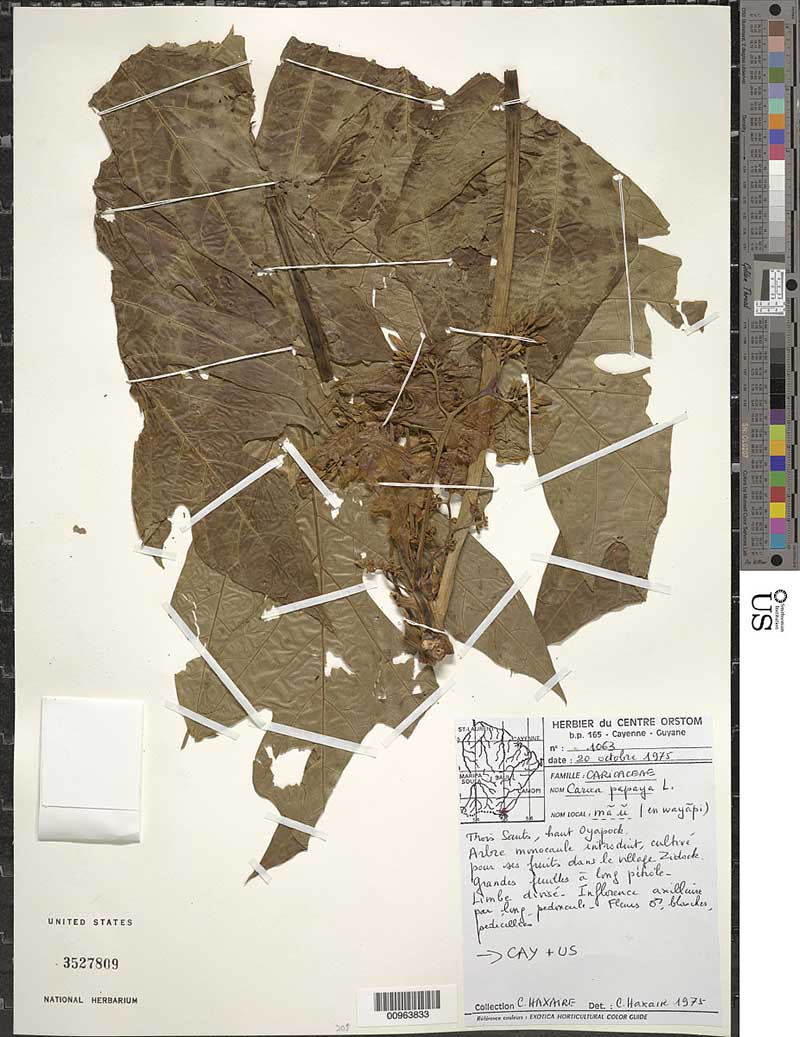 HERBIER du CENTRE ORSTOM
b.p. 165 - Cayenne - Guyane
n° : 1063
date : 20 octobre 1975
FAMILLE : CARICACEAE
NOM Carica papaya L.
NOM LOCAL : mãũ (en wayãpi)
ST-LAURENT
CAYENNE
MARIPA
SOULA
SAUL
CAMOPI
Trois Sauts, haut Oyapock.
Arbre monocaule introduit, cultivé
pour ses fruits dans le village Zidock.
Grandes feuilles à long pétiole.
Limbe divisé. Inflorence axillaire
par long pedoncule. Fleurs ♂, blanches,
pedicellées
→ CAY + US
Collection C. HAXAIRE Det. : C. Haxaire 1975
Référence couleurs : EXOTICA HORTICULTURAL COLOR GUIDE
UNITED STATES
3527809
NATIONAL HERBARIUM
00963833
US
Smithsonian
Institution